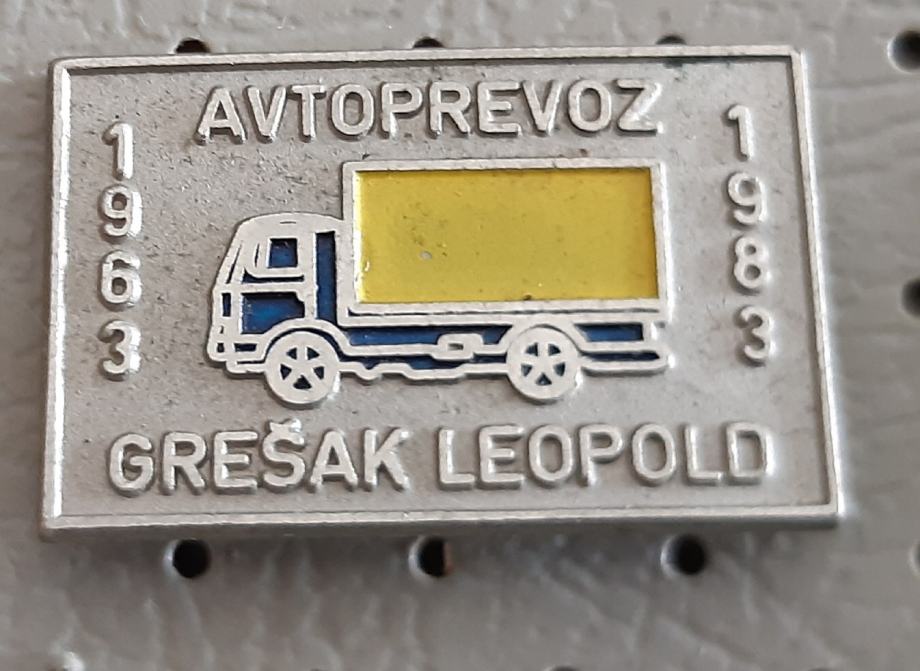 AVTOPREVOZ
1963
1983
GREŠAK LEOPOLD